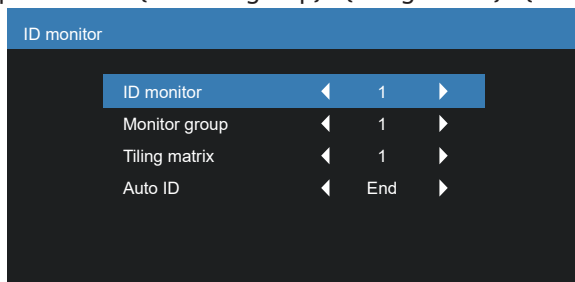 ID monitor
ID monitor 1
Monitor group 1
Tiling matrix 1
Auto ID End